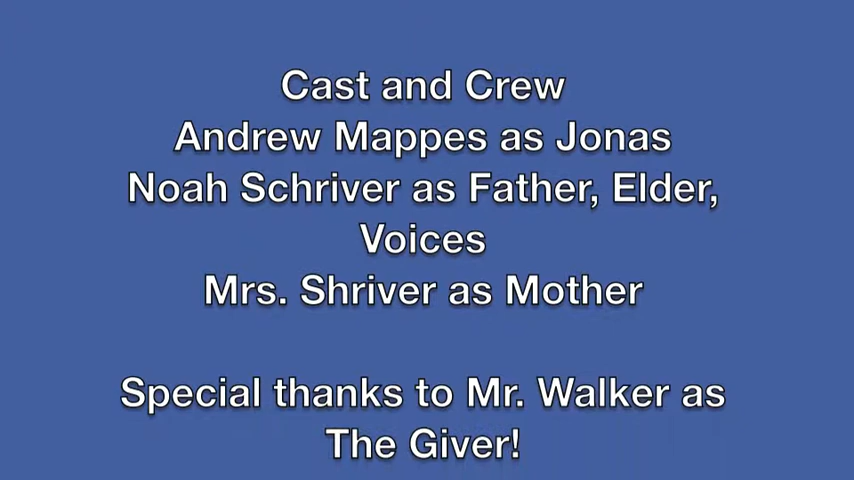 Cast and Crew
Andrew Mappes as Jonas
Noah Schriver as Father, Elder,
Voices
Mrs. Shriver as Mother
Special thanks to Mr. Walker as
The Giver!